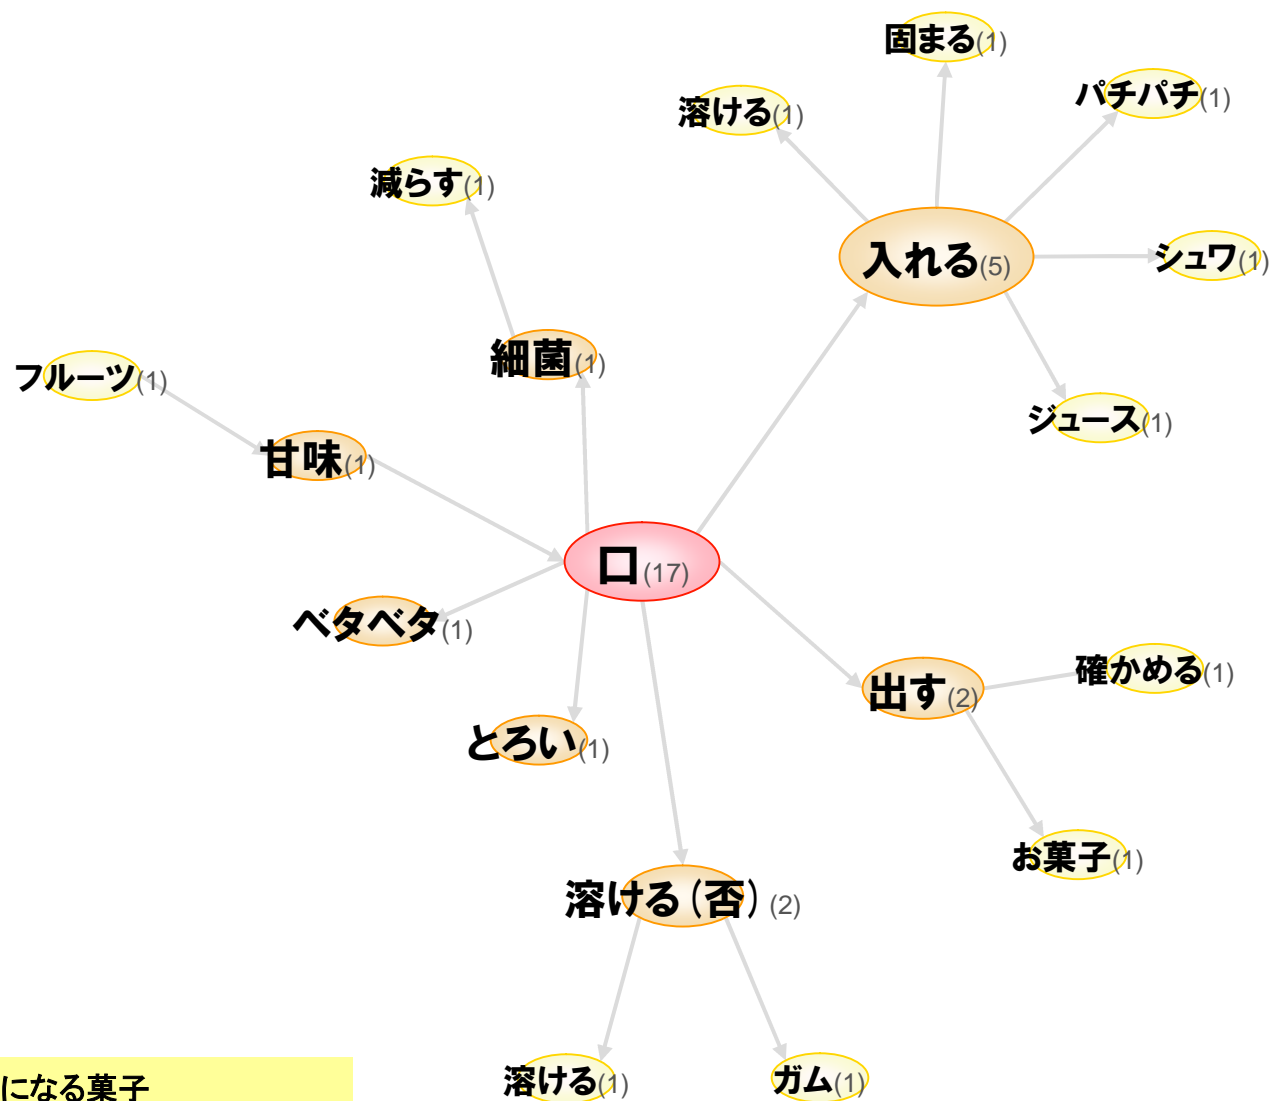 固まる(1)
パチパチ(1)
溶ける(1)
減らす(1)
入れる(5)
シュワ(1)
細菌(1)
フルーツ(1)
ジュース(1)
甘味(1)
口(17)
ベタベタ(1)
確かめる(1)
出す(2)
とろい(1)
お菓子(1)
溶ける(否)(2)
溶ける(1)
ガム(1)
になる菓子